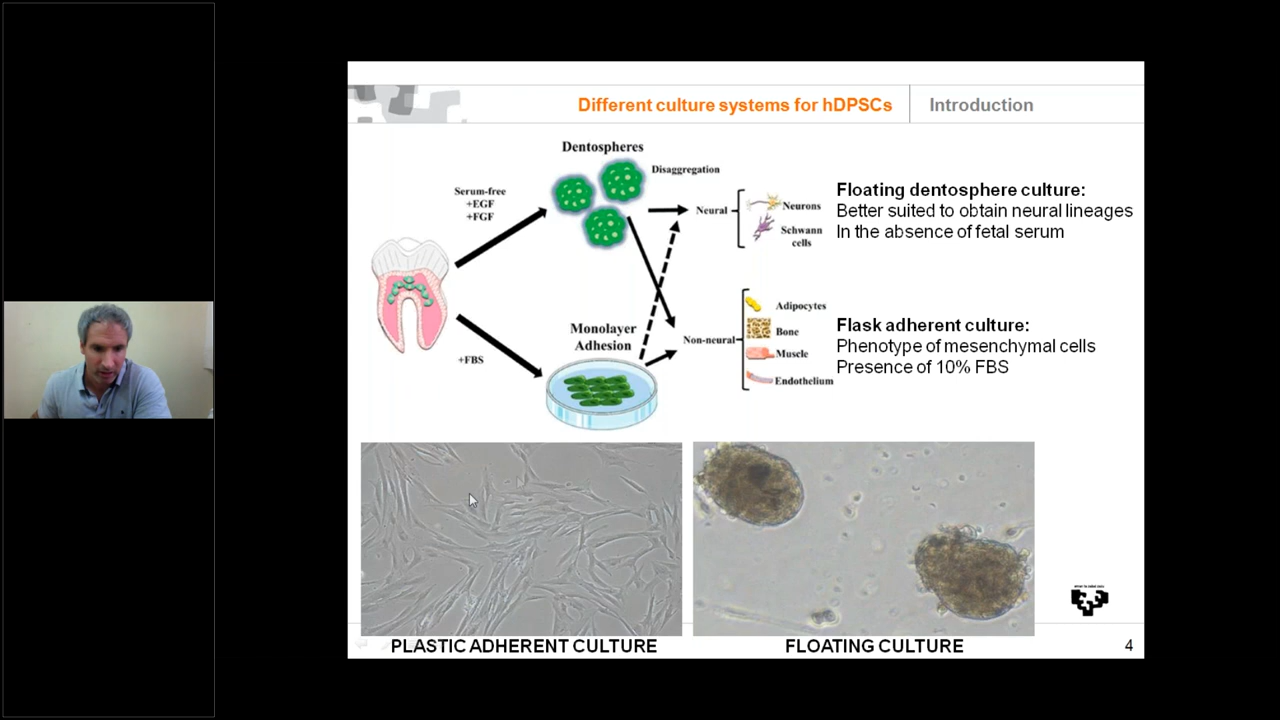 Different culture systems for hDPSCs
Introduction
Dentospheres
Disaggregation
Serum-free
+EGF
+FGF
Neural
Neurons
Schwann
cells
Floating dentosphere culture:
Better suited to obtain neural lineages
In the absence of fetal serum
Monolayer
Adhesion
+FBS
Non-neural
Adipocytes
Bone
Muscle
Endothelium
Flask adherent culture:
Phenotype of mesenchymal cells
Presence of 10% FBS
PLASTIC ADHERENT CULTURE
FLOATING CULTURE
4